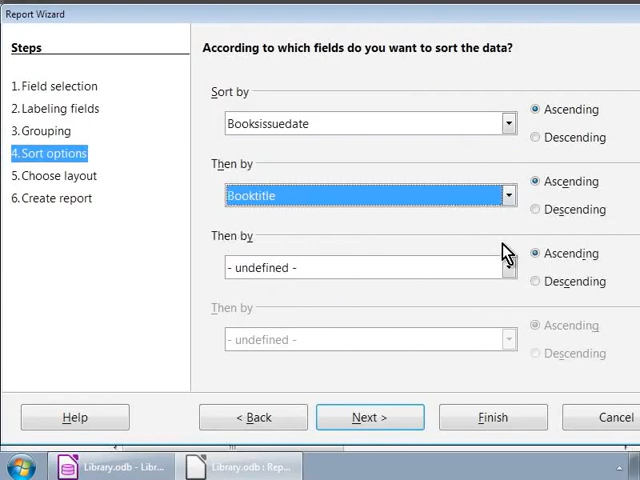 Report Wizard
Steps
According to which fields do you want to sort the data?
1. Field selection
2. Labeling fields
3. Grouping
4. Sort options
5. Choose layout
6. Create report
Sort by
Booksissuedate
Ascending
Descending
Then by
Booktitle
Ascending
Descending
Then by
- undefined -
Ascending
Descending
Then by
- undefined -
Ascending
Descending
Help
< Back
Next >
Finish
Cancel
Library.odb - Libr...
Library.odb : Rep...